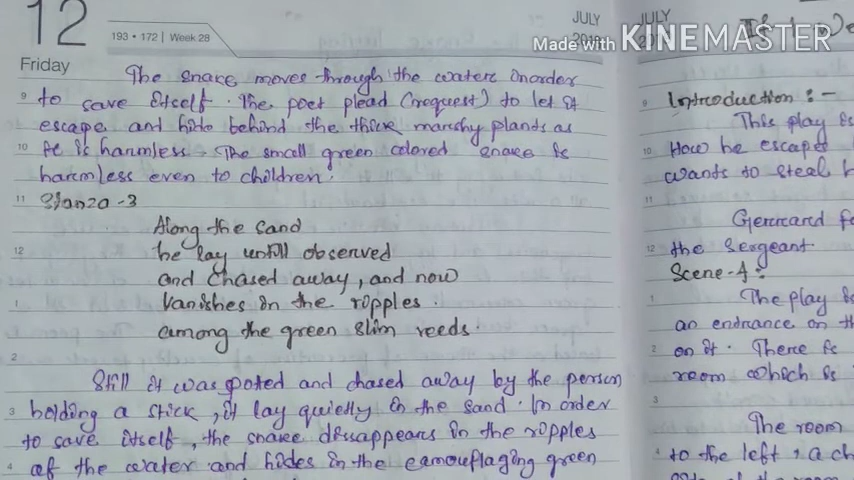 12
193 • 172 | Week 28
JULY
Friday
The snake moves through the water inorder
9 to save itself. The poet plead (request) to let it
escape and hide behind the thick marshy plants as
10 it is harmless. The small green colored snake is
harmless even to children.
11 Stanza-3
Along the sand
12 he lay untill observed
and chased away, and now
1 Vanishes in the ripples.
among the green slim reeds.
2
Still it was spoted and chased away by the person
3 holding a stick, it lay quietly in the sand. In order
to save itself, the snake dissappears in the ripples
4 of the water and hides in the camouflaging green
JULY
Made with KINEMASTER
If I
9 Introduction :-
This play is
10 How he escaped
wants to steal
11
Gerrard
12 the Sergeant
Scene-1:
1 The play is
an entrance on
2 on it. There is
room which is
3
The room
4 to the left, a